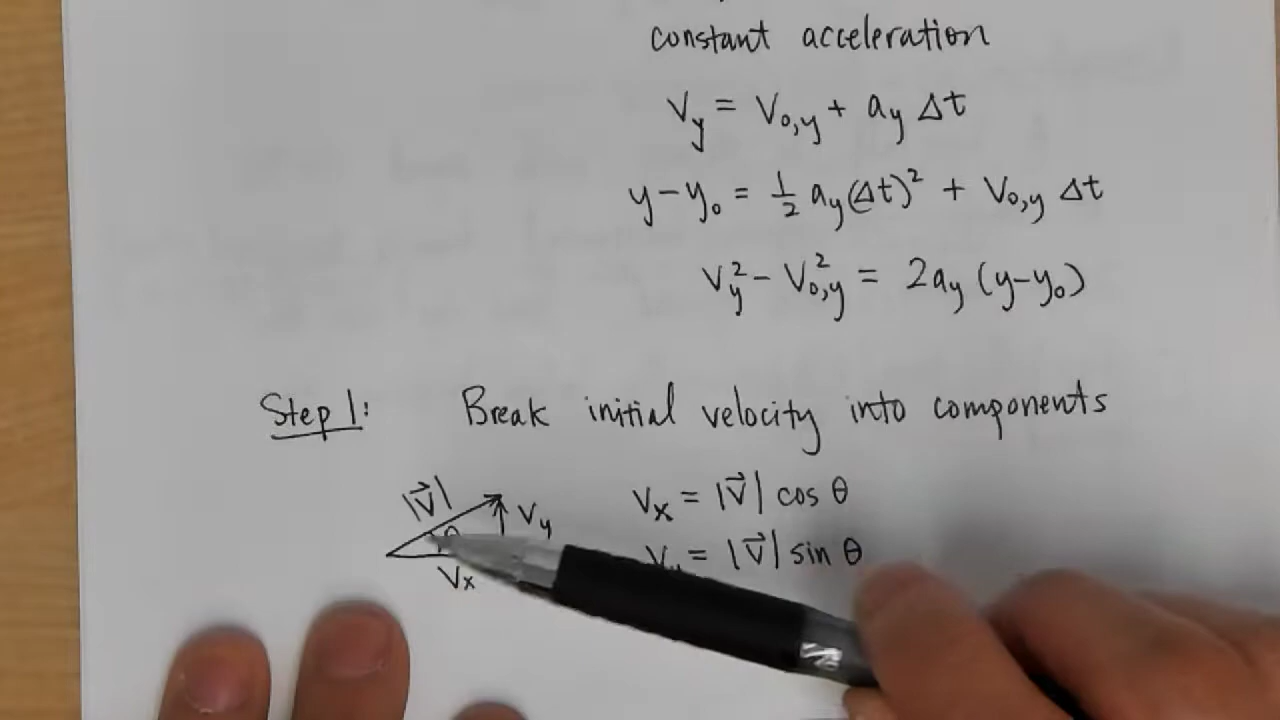 constant acceleration
Vy = V0,y + ay Δt
y-y0 = 1/2 ay(Δt)² + V0,y Δt
Vy² - V0,y² = 2ay (y-y0)
Step 1: Break initial velocity into components
|V⃗| Vy Vx = |V⃗| cos θ
Vx = |V⃗| sin θ